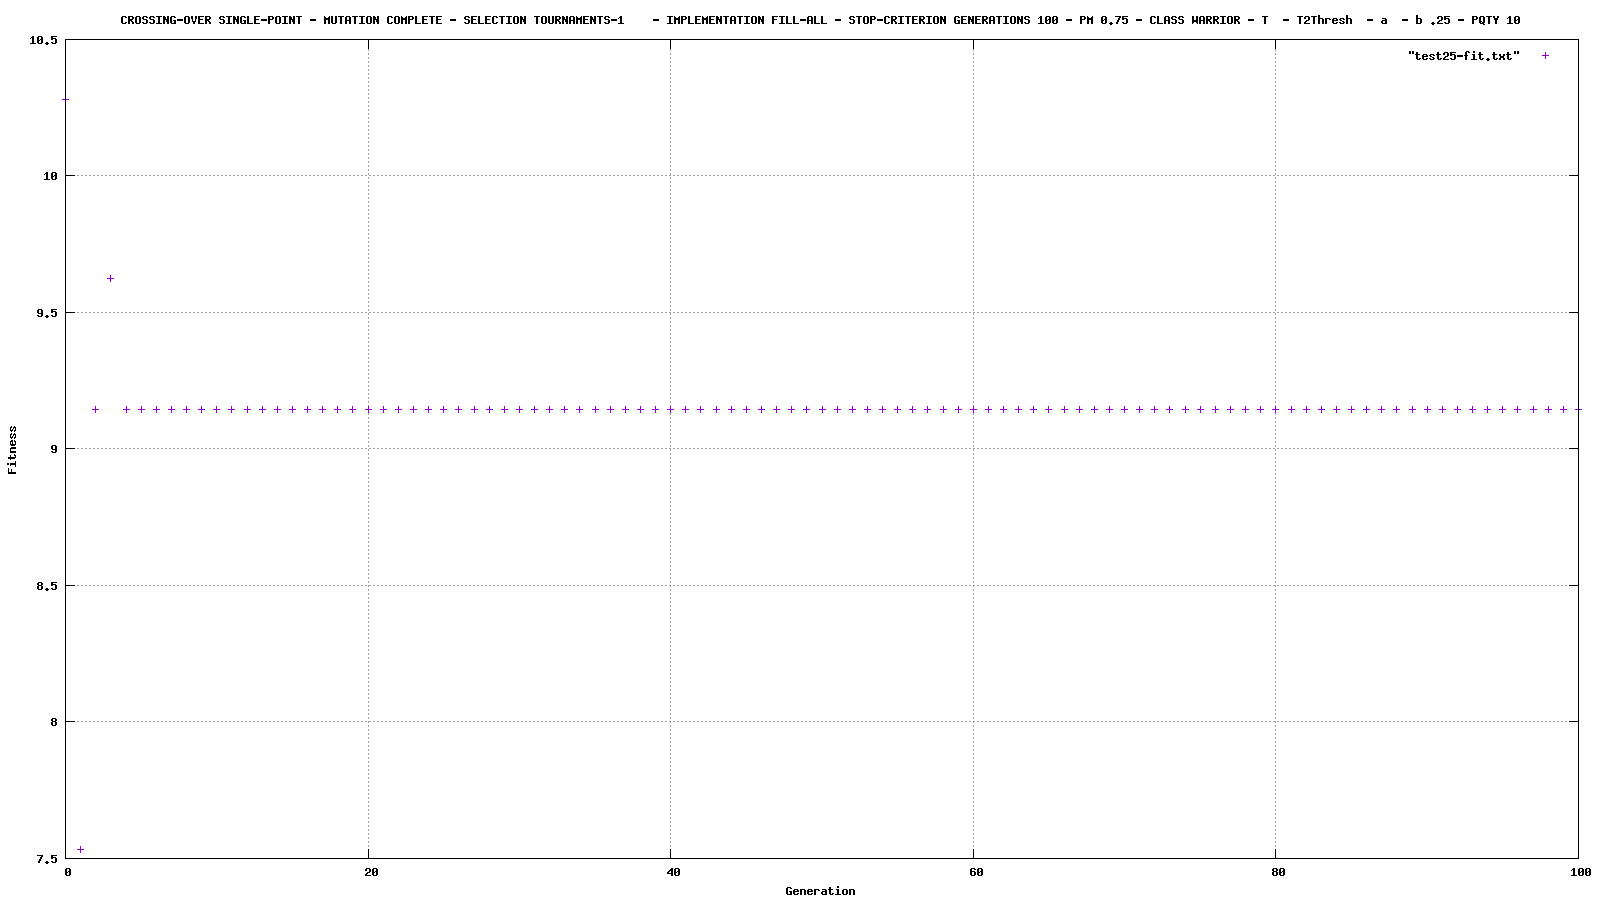 CROSSING-OVER SINGLE-POINT - MUTATION COMPLETE - SELECTION TOURNAMENTS-1    - IMPLEMENTATION FILL-ALL - STOP-CRITERION GENERATIONS 100 - PM 0.75 - CLASS WARRIOR - T  - T2Thresh  - a  - b .25 - PQTY 10
"test25-fit.txt"
10.5
10
9.5
9
8.5
8
7.5
Fitness
0 20 40 60 80 100
Generation